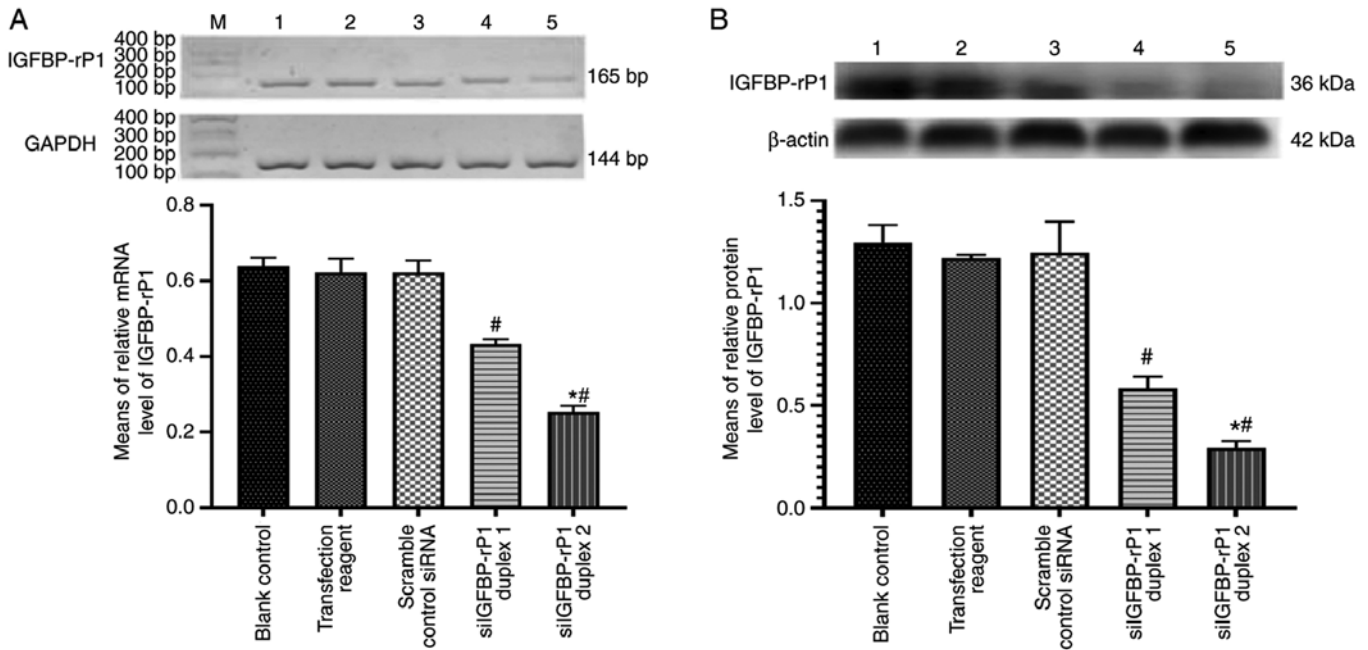 A
M 1 2 3 4 5
IGFBP-rP1
400 bp
300 bp
200 bp
100 bp
165 bp
GAPDH
400 bp
300 bp
200 bp
100 bp
144 bp
Means of relative mRNA
level of IGFBP-rP1
0.8
0.6
0.4
0.2
0.0
#
*#
Blank control
Transfection
reagent
Scramble
control siRNA
siIGFBP-rP1
duplex 1
siIGFBP-rP1
duplex 2
B
1 2 3 4 5
IGFBP-rP1
36 kDa
β-actin
42 kDa
Means of relative protein
level of IGFBP-rP1
1.5
1.0
0.5
0.0
#
*#
Blank control
Transfection
reagent
Scramble
control siRNA
siIGFBP-rP1
duplex 1
siIGFBP-rP1
duplex 2